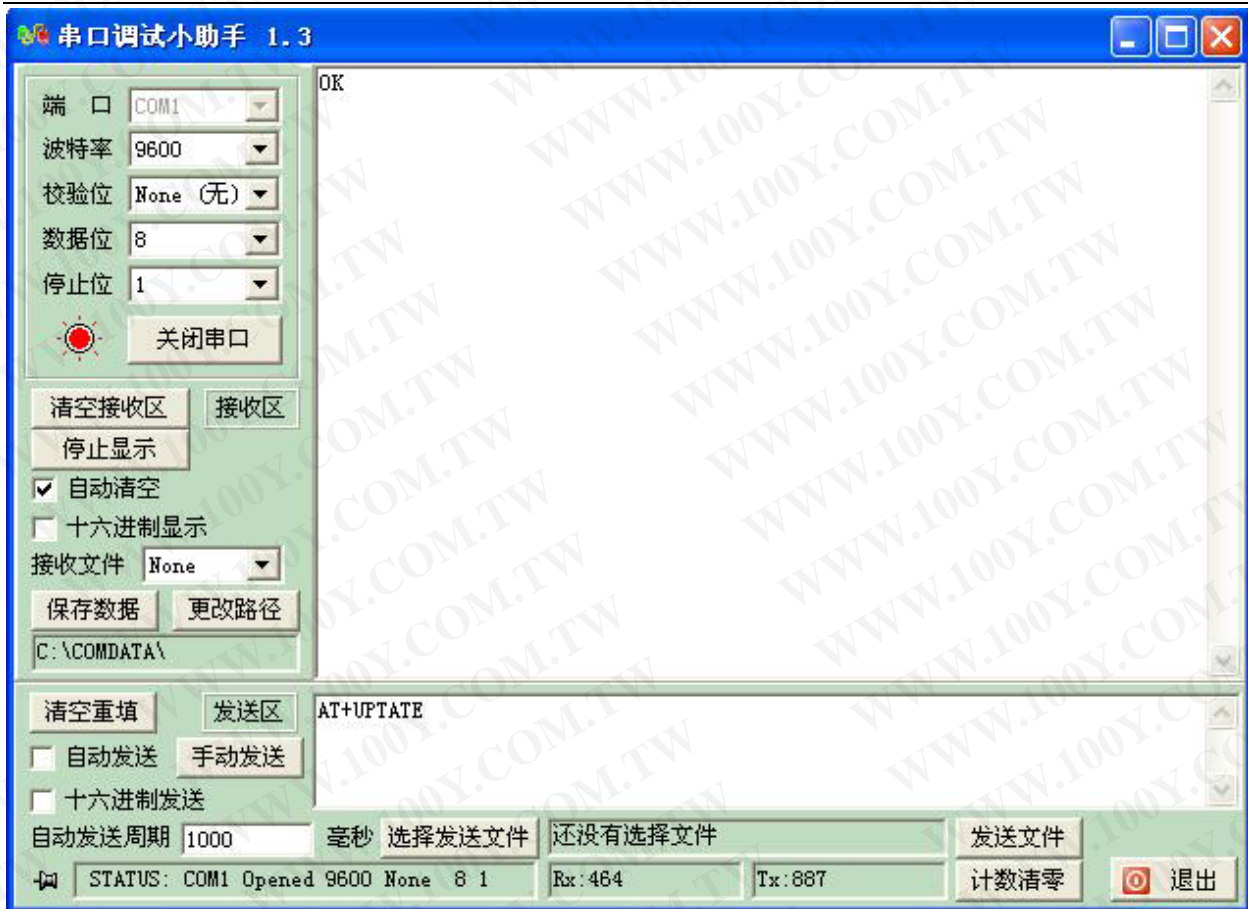 串口调试小助手 1.3
端 口 COM1
波特率 9600
校验位 None (无)
数据位 8
停止位 1
关闭串口
清空接收区 接收区
停止显示
自动清空
十六进制显示
接收文件 None
保存数据 更改路径
C:\COMDATA\
OK
清空重填 发送区
自动发送 手动发送
十六进制发送
AT+UPTATE
自动发送周期 1000 毫秒 选择发送文件 还没有选择文件 发送文件
STATUS: COM1 Opened 9600 None 8 1 Rx:464 Tx:887 计数清零 退出
WWW.100Y.COM.TW